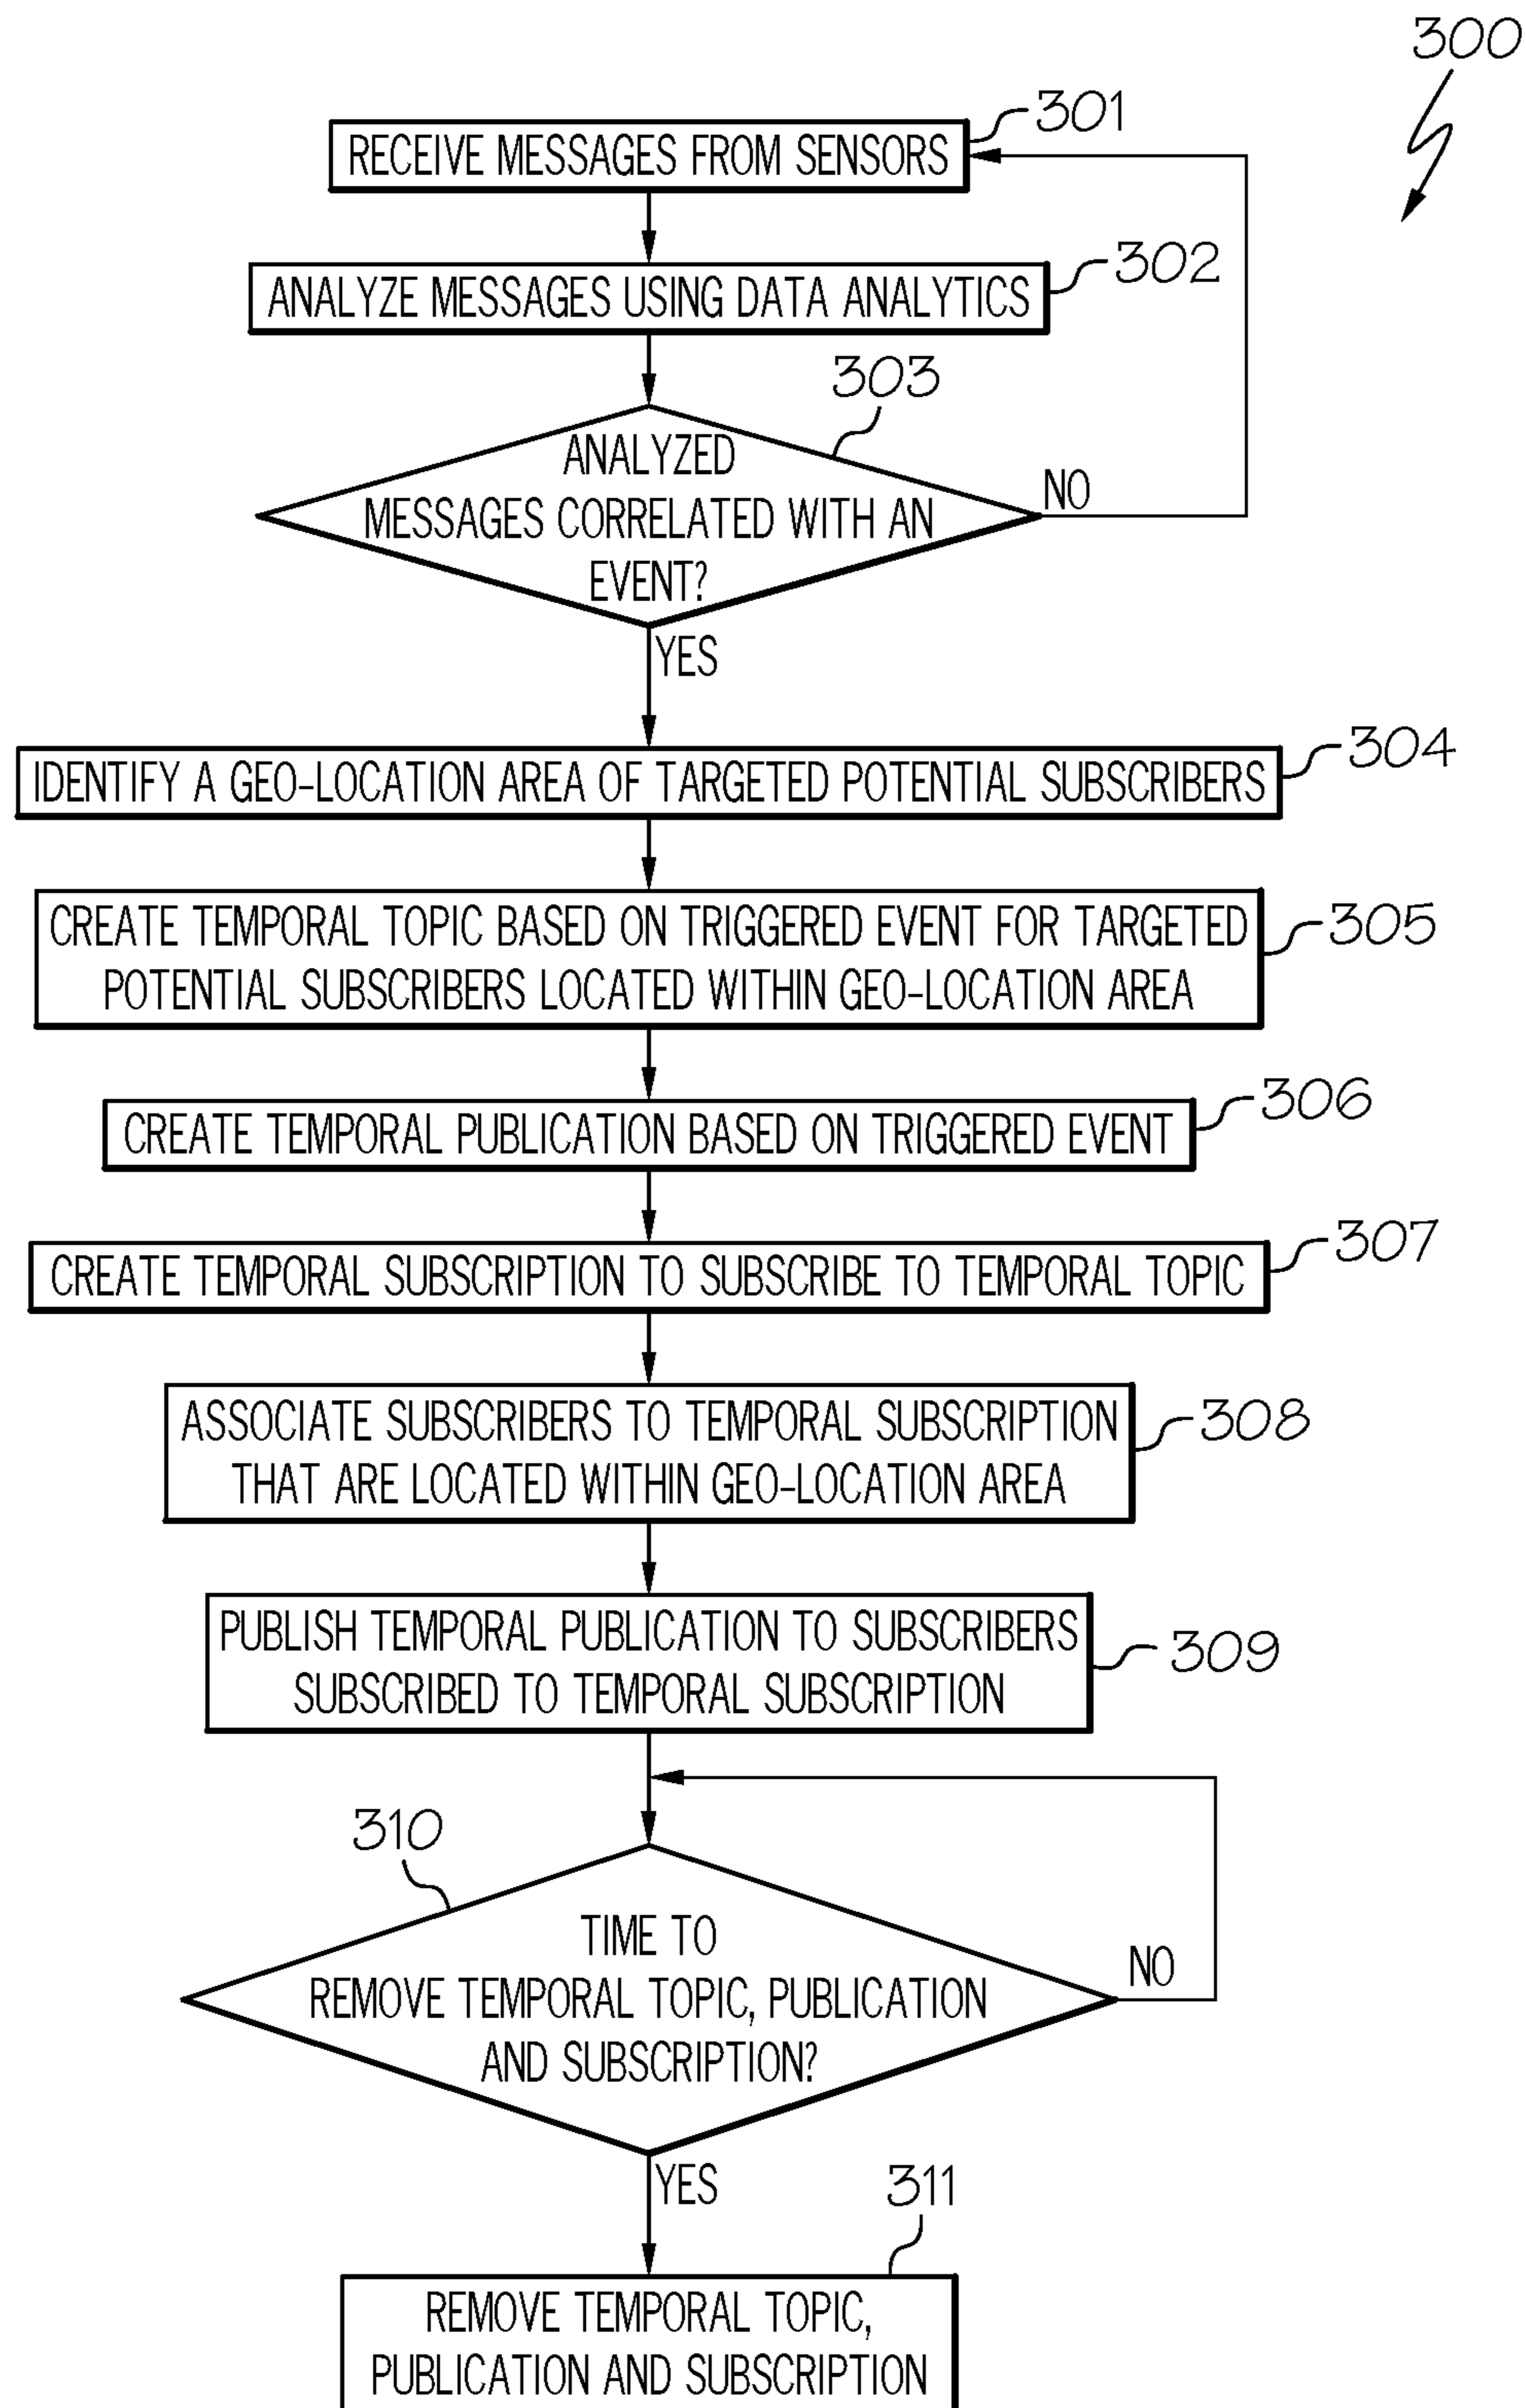 300
301
RECEIVE MESSAGES FROM SENSORS
302
ANALYZE MESSAGES USING DATA ANALYTICS
303
ANALYZED
MESSAGES CORRELATED WITH AN
EVENT?
NO
YES
304
IDENTIFY A GEO-LOCATION AREA OF TARGETED POTENTIAL SUBSCRIBERS
305
CREATE TEMPORAL TOPIC BASED ON TRIGGERED EVENT FOR TARGETED
POTENTIAL SUBSCRIBERS LOCATED WITHIN GEO-LOCATION AREA
306
CREATE TEMPORAL PUBLICATION BASED ON TRIGGERED EVENT
307
CREATE TEMPORAL SUBSCRIPTION TO SUBSCRIBE TO TEMPORAL TOPIC
308
ASSOCIATE SUBSCRIBERS TO TEMPORAL SUBSCRIPTION
THAT ARE LOCATED WITHIN GEO-LOCATION AREA
309
PUBLISH TEMPORAL PUBLICATION TO SUBSCRIBERS
SUBSCRIBED TO TEMPORAL SUBSCRIPTION
310
TIME TO
REMOVE TEMPORAL TOPIC, PUBLICATION
AND SUBSCRIPTION?
NO
YES
311
REMOVE TEMPORAL TOPIC,
PUBLICATION AND SUBSCRIPTION